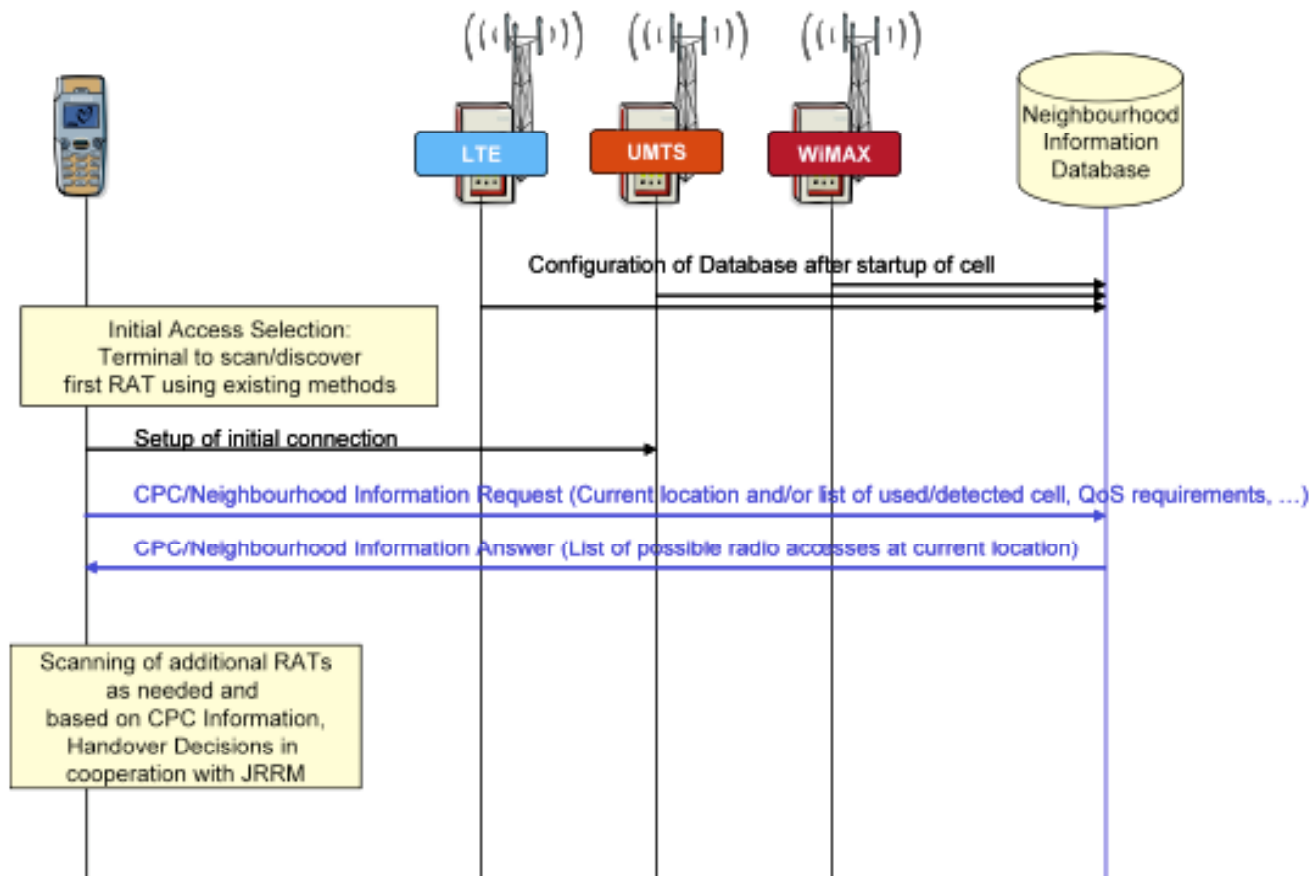 LTE
UMTS
WiMAX
Neighbourhood
Information
Database
Configuration of Database after startup of cell
Initial Access Selection:
Terminal to scan/discover
first RAT using existing methods
Setup of initial connection
CPC/Neighbourhood Information Request (Current location and/or list of used/detected cell, QoS requirements, ...)
CPC/Neighbourhood Information Answer (List of possible radio accesses at current location)
Scanning of additional RATs
as needed and
based on CPC Information,
Handover Decisions in
cooperation with JRRM